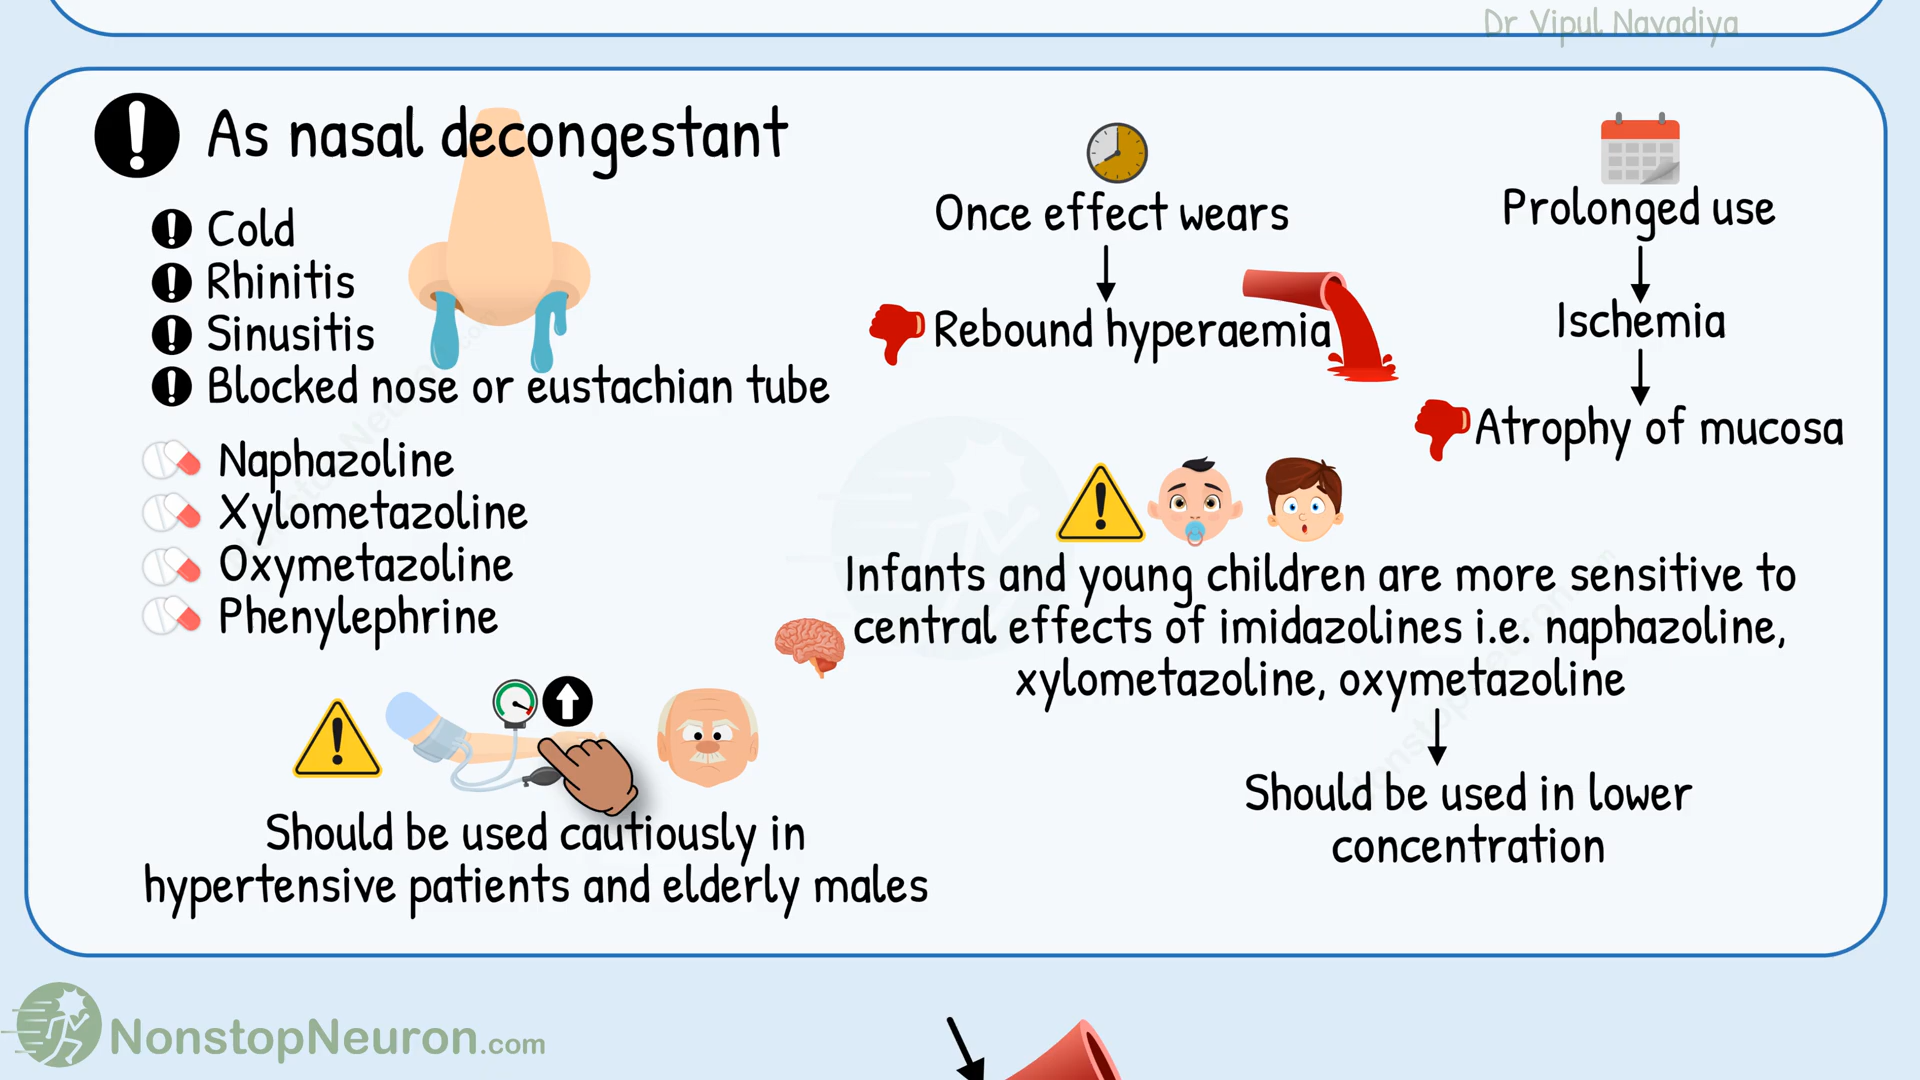 Dr Vipul Navadiya
As nasal decongestant
Cold
Rhinitis
Sinusitis
Blocked nose or eustachian tube
Naphazoline
Xylometazoline
Oxymetazoline
Phenylephrine
Should be used cautiously in
hypertensive patients and elderly males
Once effect wears
Rebound hyperaemia
Prolonged use
Ischemia
Atrophy of mucosa
Infants and young children are more sensitive to
central effects of imidazolines i.e. naphazoline,
xylometazoline, oxymetazoline
Should be used in lower
concentration
NonstopNeuron.com